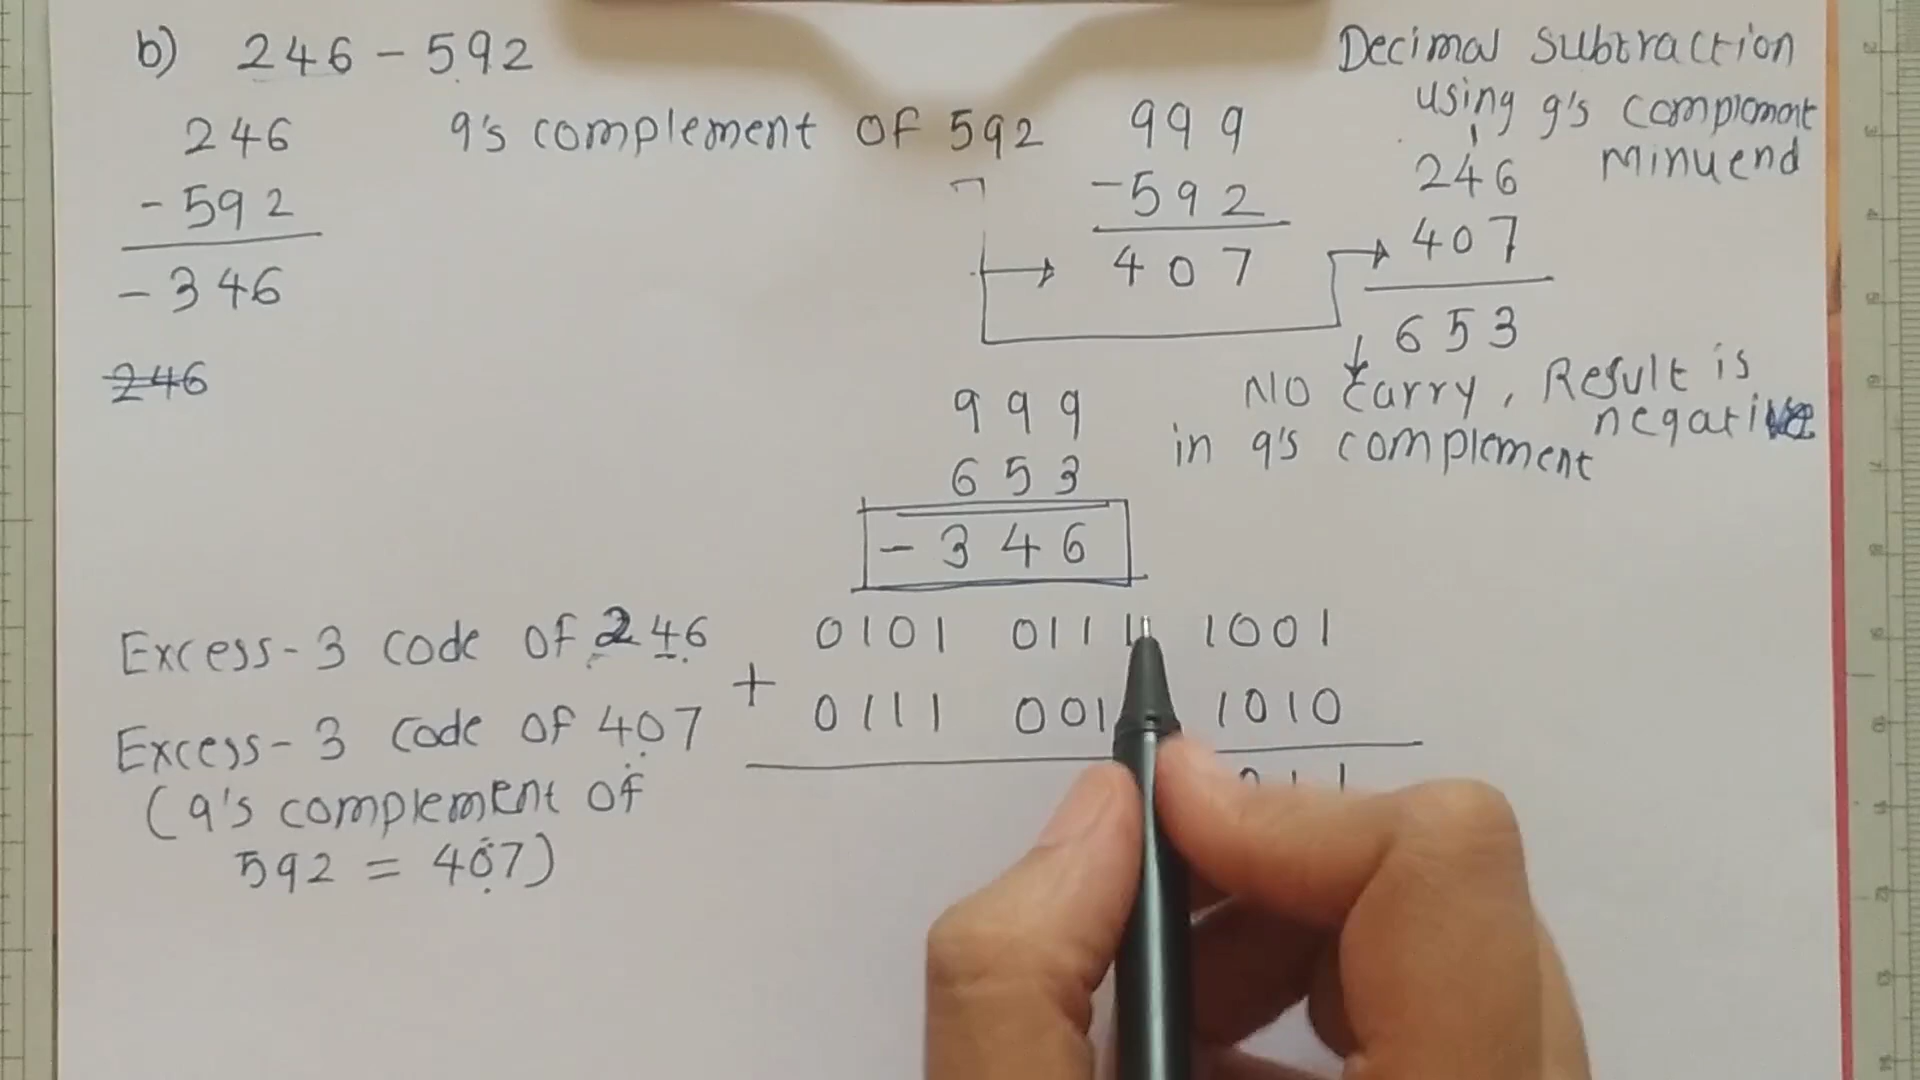 b) 246 - 592
Decimal subtraction
using 9's complement
minuend
246
- 592
- 346
246
9's complement of 592
999
- 592
407
246
407
653
No carry, Result is
negative
in 9's complement
999
653
- 346
Excess-3 code of 246
0101 0111 1001
+
Excess-3 code of 407
0111 001 1010
(9's complement of
592 = 407)
011